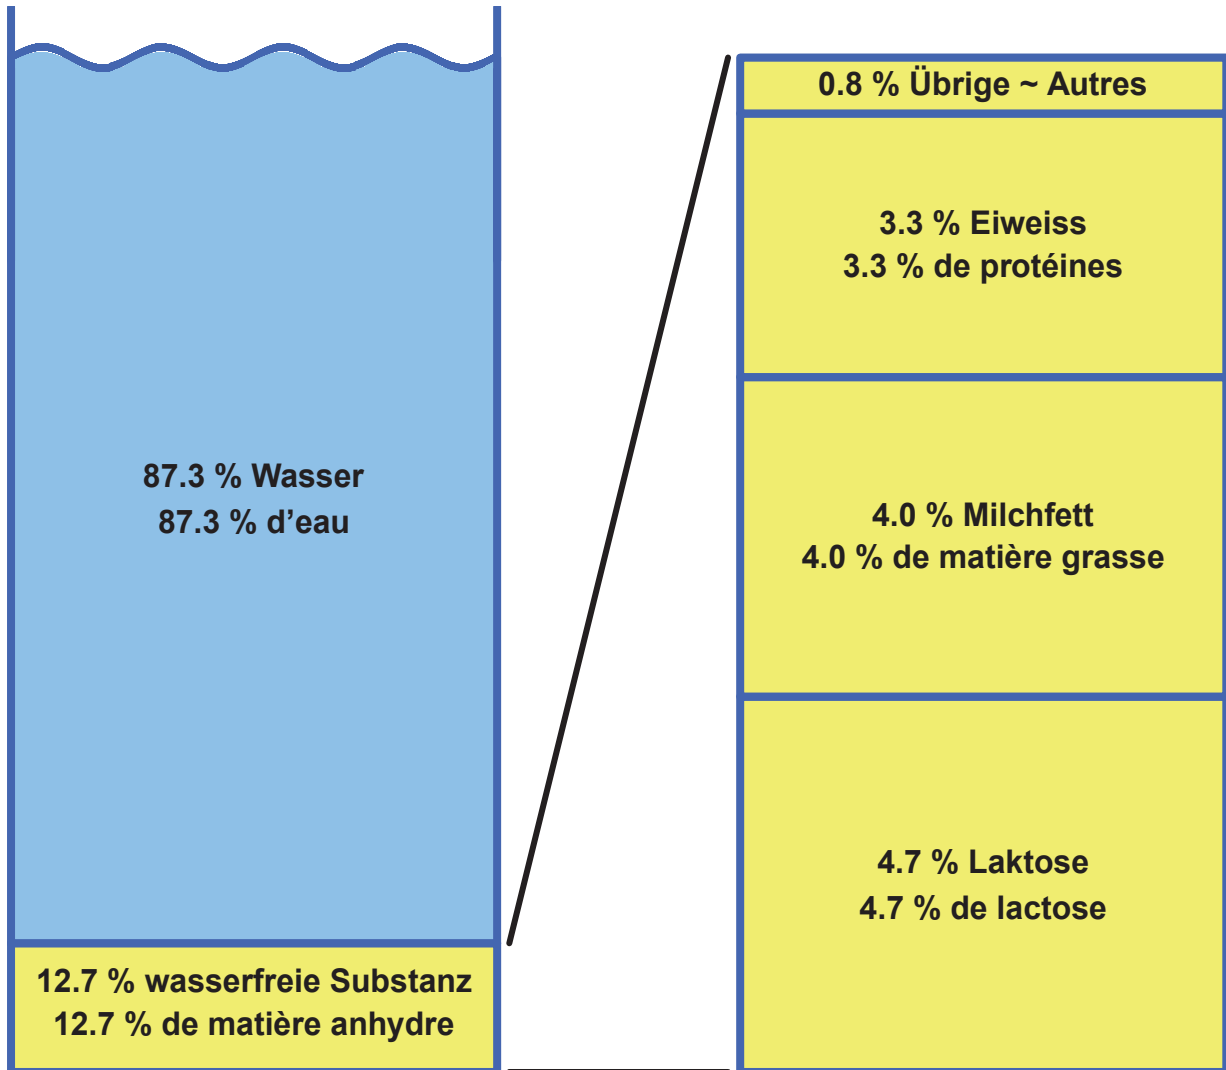 87.3 % Wasser
87.3 % d’eau
12.7 % wasserfreie Substanz
12.7 % de matière anhydre
0.8 % Übrige ~ Autres
3.3 % Eiweiss
3.3 % de protéines
4.0 % Milchfett
4.0 % de matière grasse
4.7 % Laktose
4.7 % de lactose